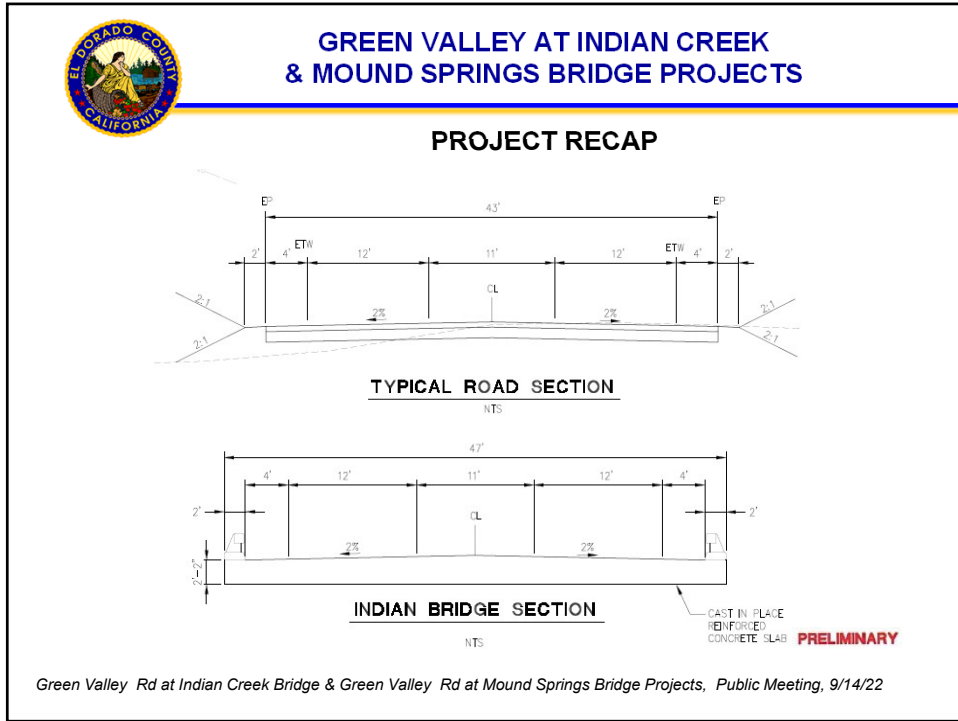 EL DORADO COUNTY
CALIFORNIA
GREEN VALLEY AT INDIAN CREEK
& MOUND SPRINGS BRIDGE PROJECTS
PROJECT RECAP
EP
EP
43'
ETW
ETW
2' 4' 12' 11' 12' 4' 2'
CL
2:1
2% 2%
2:1
2:1
2:1
TYPICAL ROAD SECTION
NTS
47'
4' 12' 11' 12' 4'
2' 2'
CL
2% 2%
2'-2"
INDIAN BRIDGE SECTION
NTS
CAST IN PLACE
REINFORCED
CONCRETE SLAB PRELIMINARY
Green Valley Rd at Indian Creek Bridge & Green Valley Rd at Mound Springs Bridge Projects, Public Meeting, 9/14/22